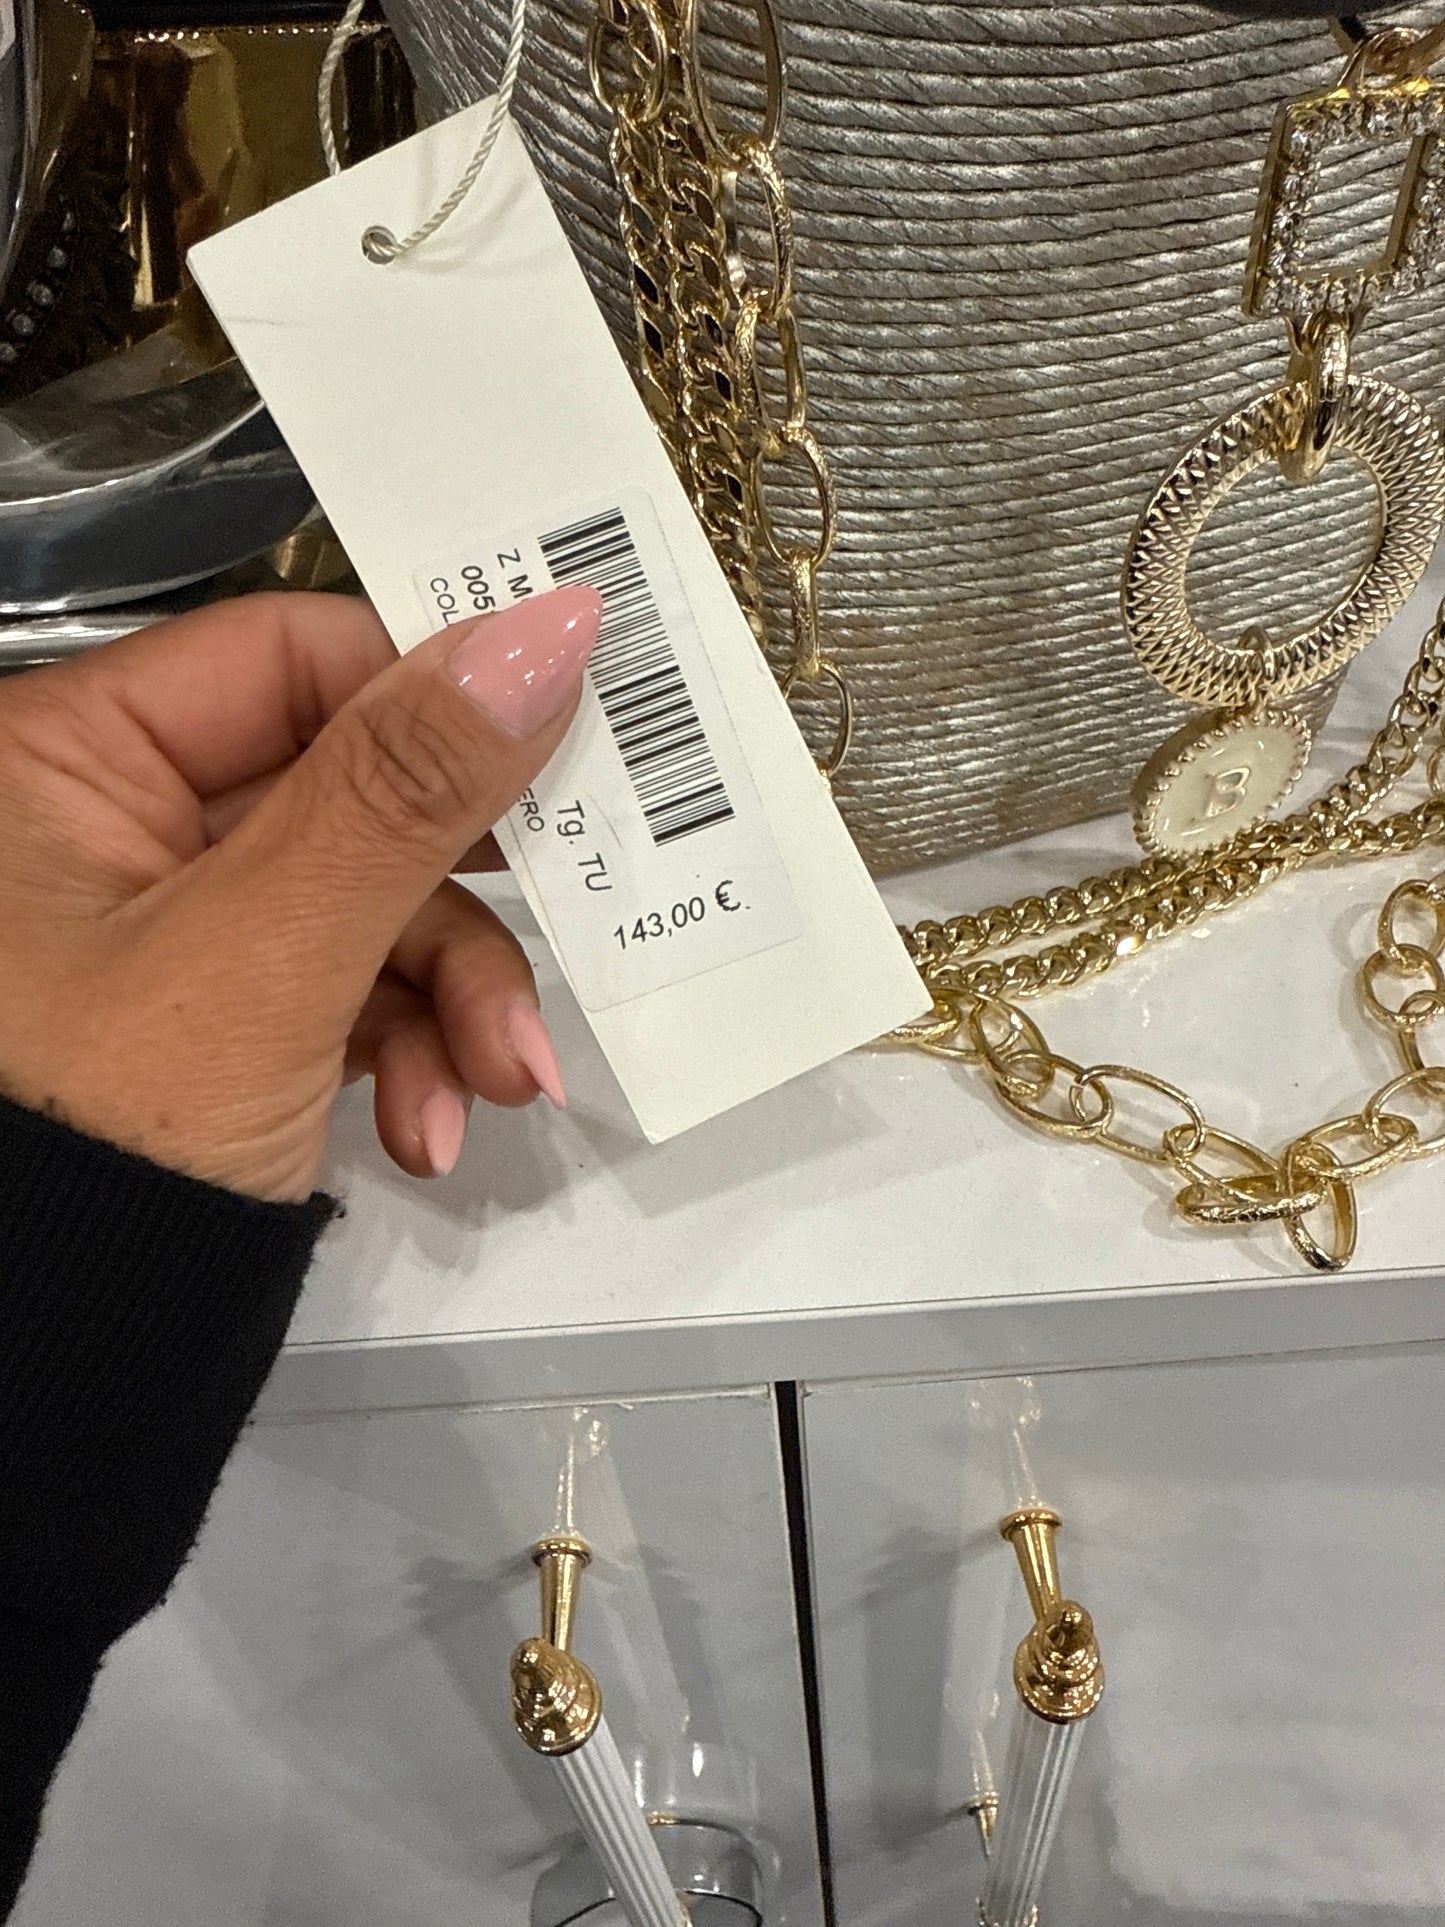 Z M
005
COL
ERO
Tg. TU
143,00 €.
B